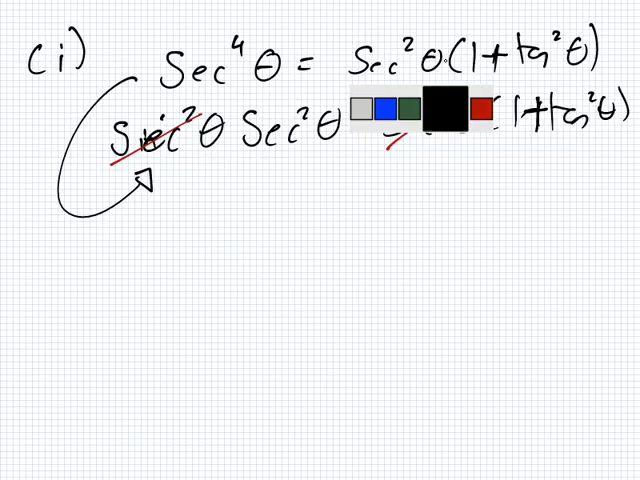 (i) Sec⁴θ = Sec²θ.(1+tan²θ)
Sec²θ Sec²θ = (1+tan²θ)